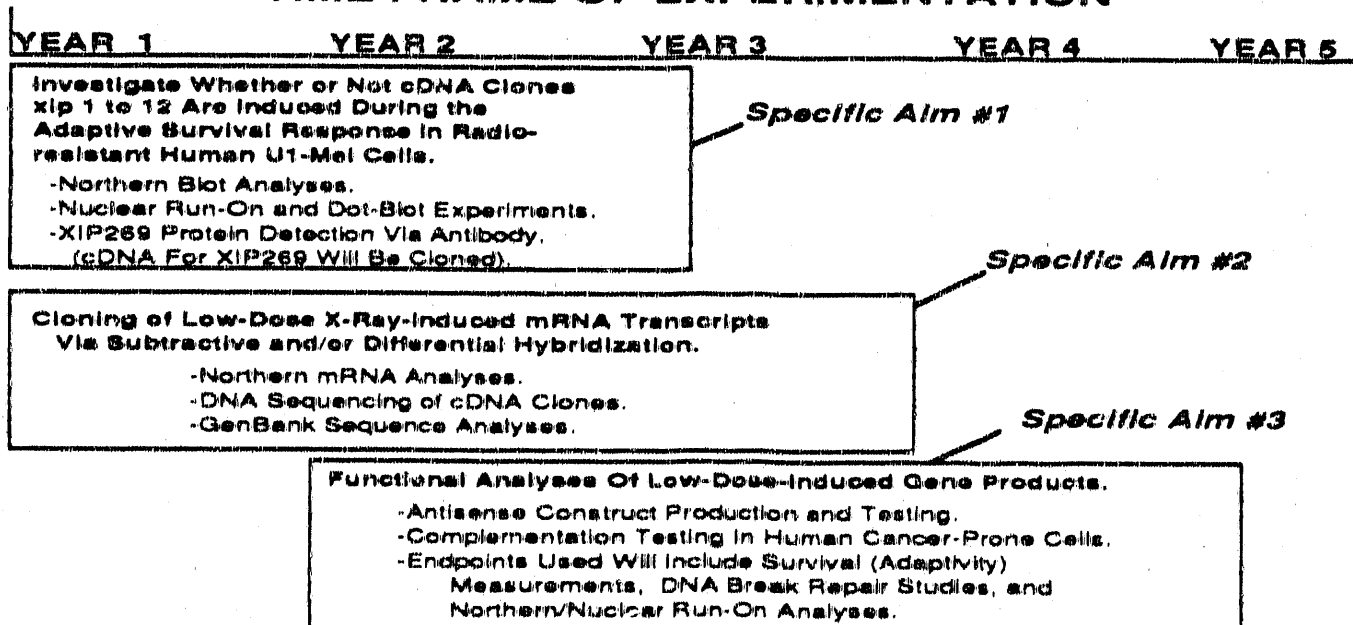 TIME FRAME OF EXPERIMENTATION
YEAR 1 YEAR 2 YEAR 3 YEAR 4 YEAR 5
Investigate Whether or Not cDNA Clones
xip 1 to 12 Are Induced During the
Adaptive Survival Response in Radio-
resistant Human U1-Mel Cells.
-Northern Blot Analyses.
-Nuclear Run-On and Dot-Blot Experiments.
-XIP269 Protein Detection Via Antibody.
(cDNA For XIP269 Will Be Cloned).
Specific Aim #1
Cloning of Low-Dose X-Ray-Induced mRNA Transcripts
Via Subtractive and/or Differential Hybridization.
-Northern mRNA Analyses.
-DNA Sequencing of cDNA Clones.
-GenBank Sequence Analyses.
Specific Aim #2
Functional Analyses Of Low-Dose-Induced Gene Products.
-Antisense Construct Production and Testing.
-Complementation Testing in Human Cancer-Prone Cells.
-Endpoints Used Will Include Survival (Adaptivity)
Measurements, DNA Break Repair Studies, and
Northern/Nuclear Run-On Analyses.
Specific Aim #3